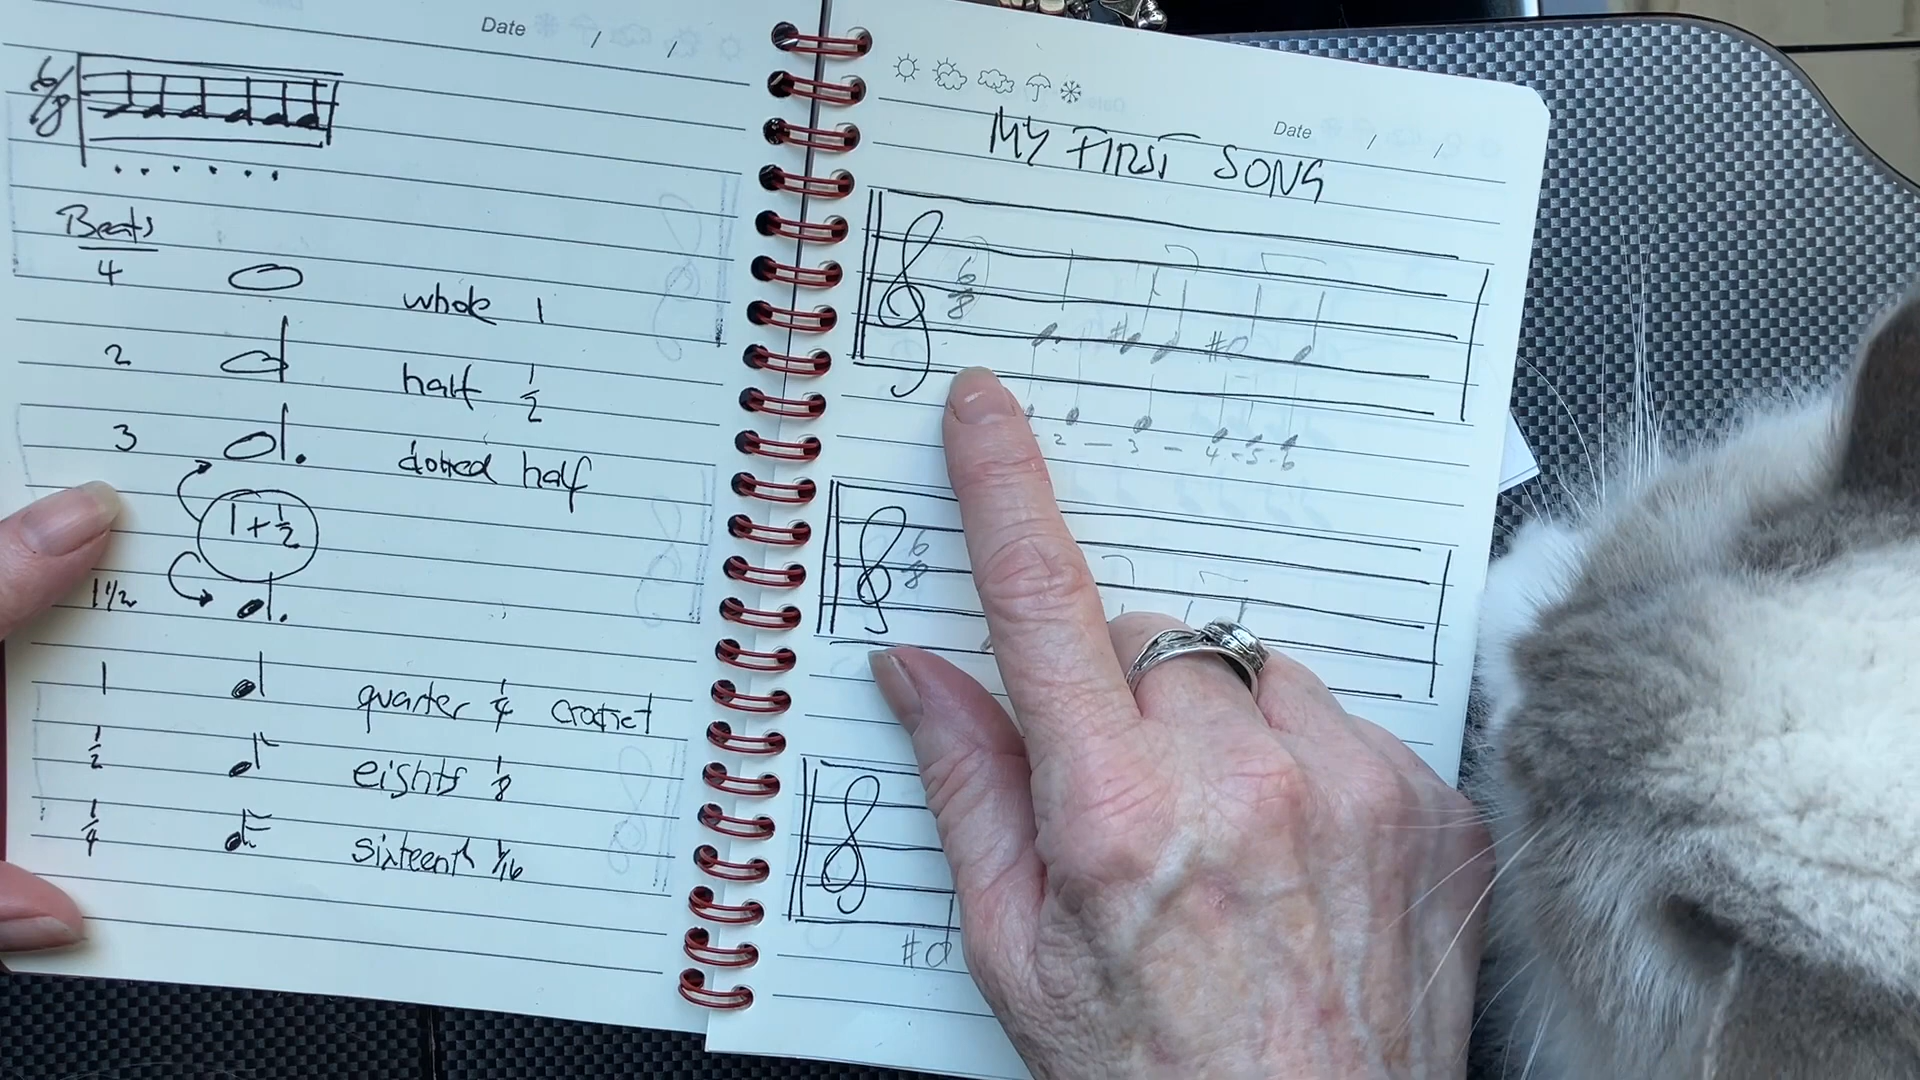 Date / /
6/8
Beats
4 whole 1
2 half 1/2
3 dotted half
1+1/2
1 1/2
1 quarter 1/4 crotict
1/2 eights 1/8
1/4 sixteenth 1/16
Date / /
MY FIRST SONG
6
8
#
#
2 – 3 – 4 - 5 - 6
6
8
#